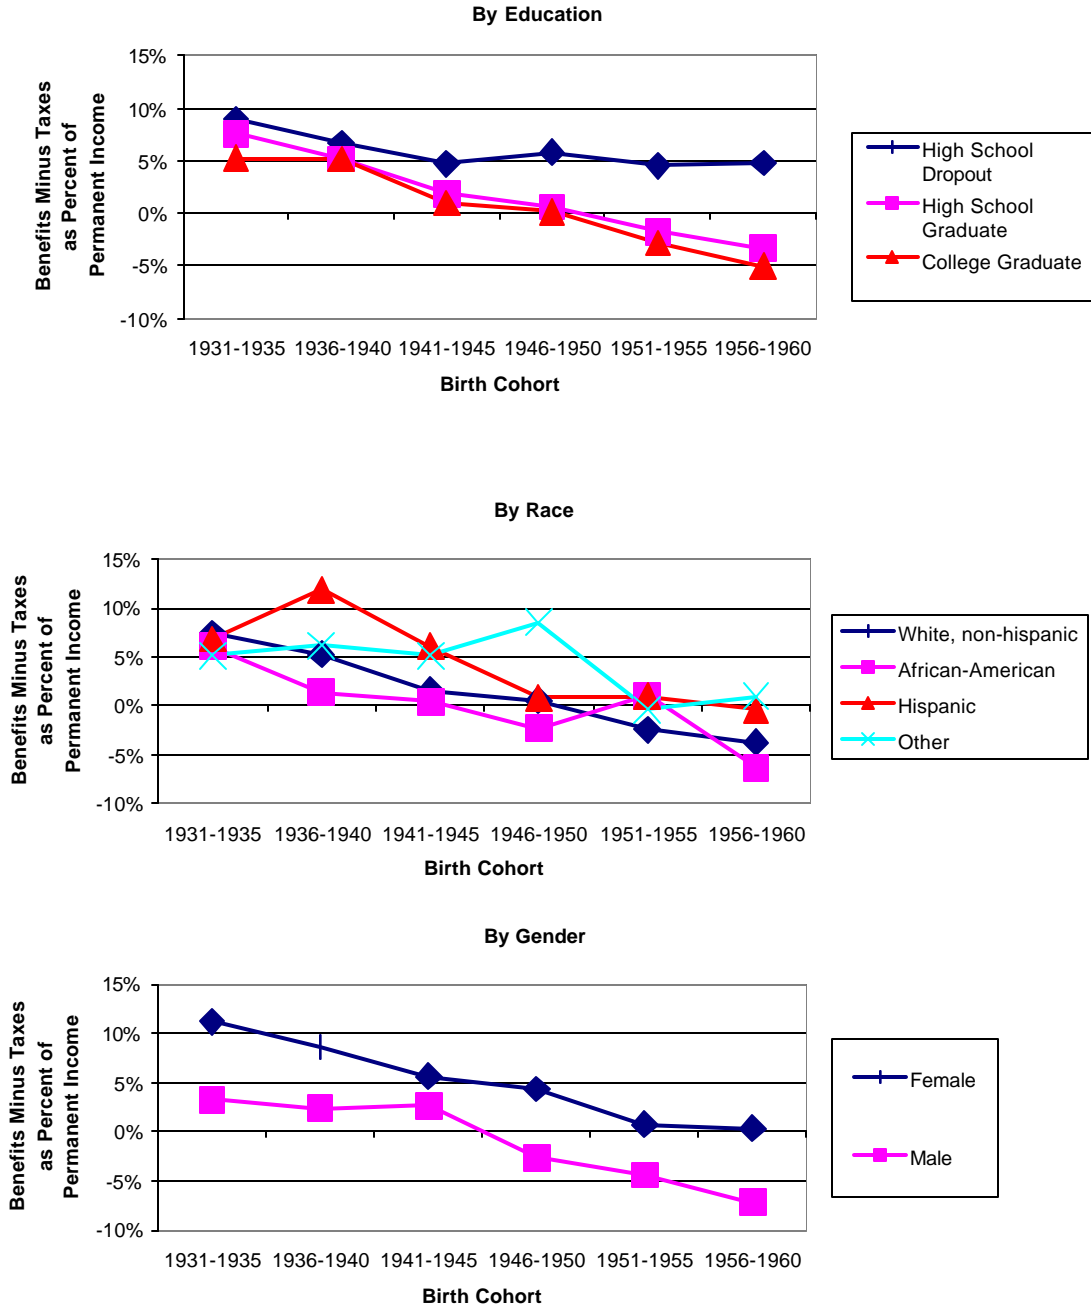 By Education
Benefits Minus Taxes
as Percent of
Permanent Income
15%
10%
5%
0%
-5%
-10%
1931-1935 1936-1940 1941-1945 1946-1950 1951-1955 1956-1960
Birth Cohort
High School
Dropout
High School
Graduate
College Graduate
By Race
Benefits Minus Taxes
as Percent of
Permanent Income
15%
10%
5%
0%
-5%
-10%
1931-1935 1936-1940 1941-1945 1946-1950 1951-1955 1956-1960
Birth Cohort
White, non-hispanic
African-American
Hispanic
Other
By Gender
Benefits Minus Taxes
as Percent of
Permanent Income
15%
10%
5%
0%
-5%
-10%
1931-1935 1936-1940 1941-1945 1946-1950 1951-1955 1956-1960
Birth Cohort
Female
Male